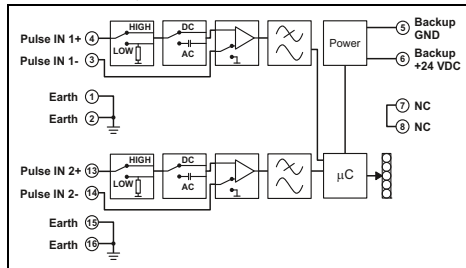 Pulse IN 1+ 4 HIGH LOW DC AC
Pulse IN 1- 3
Earth 1
Earth 2
Power
5 Backup GND
6 Backup +24 VDC
7 NC
8 NC
Pulse IN 2+ 13 HIGH LOW DC AC
Pulse IN 2- 14
µC
Earth 15
Earth 16